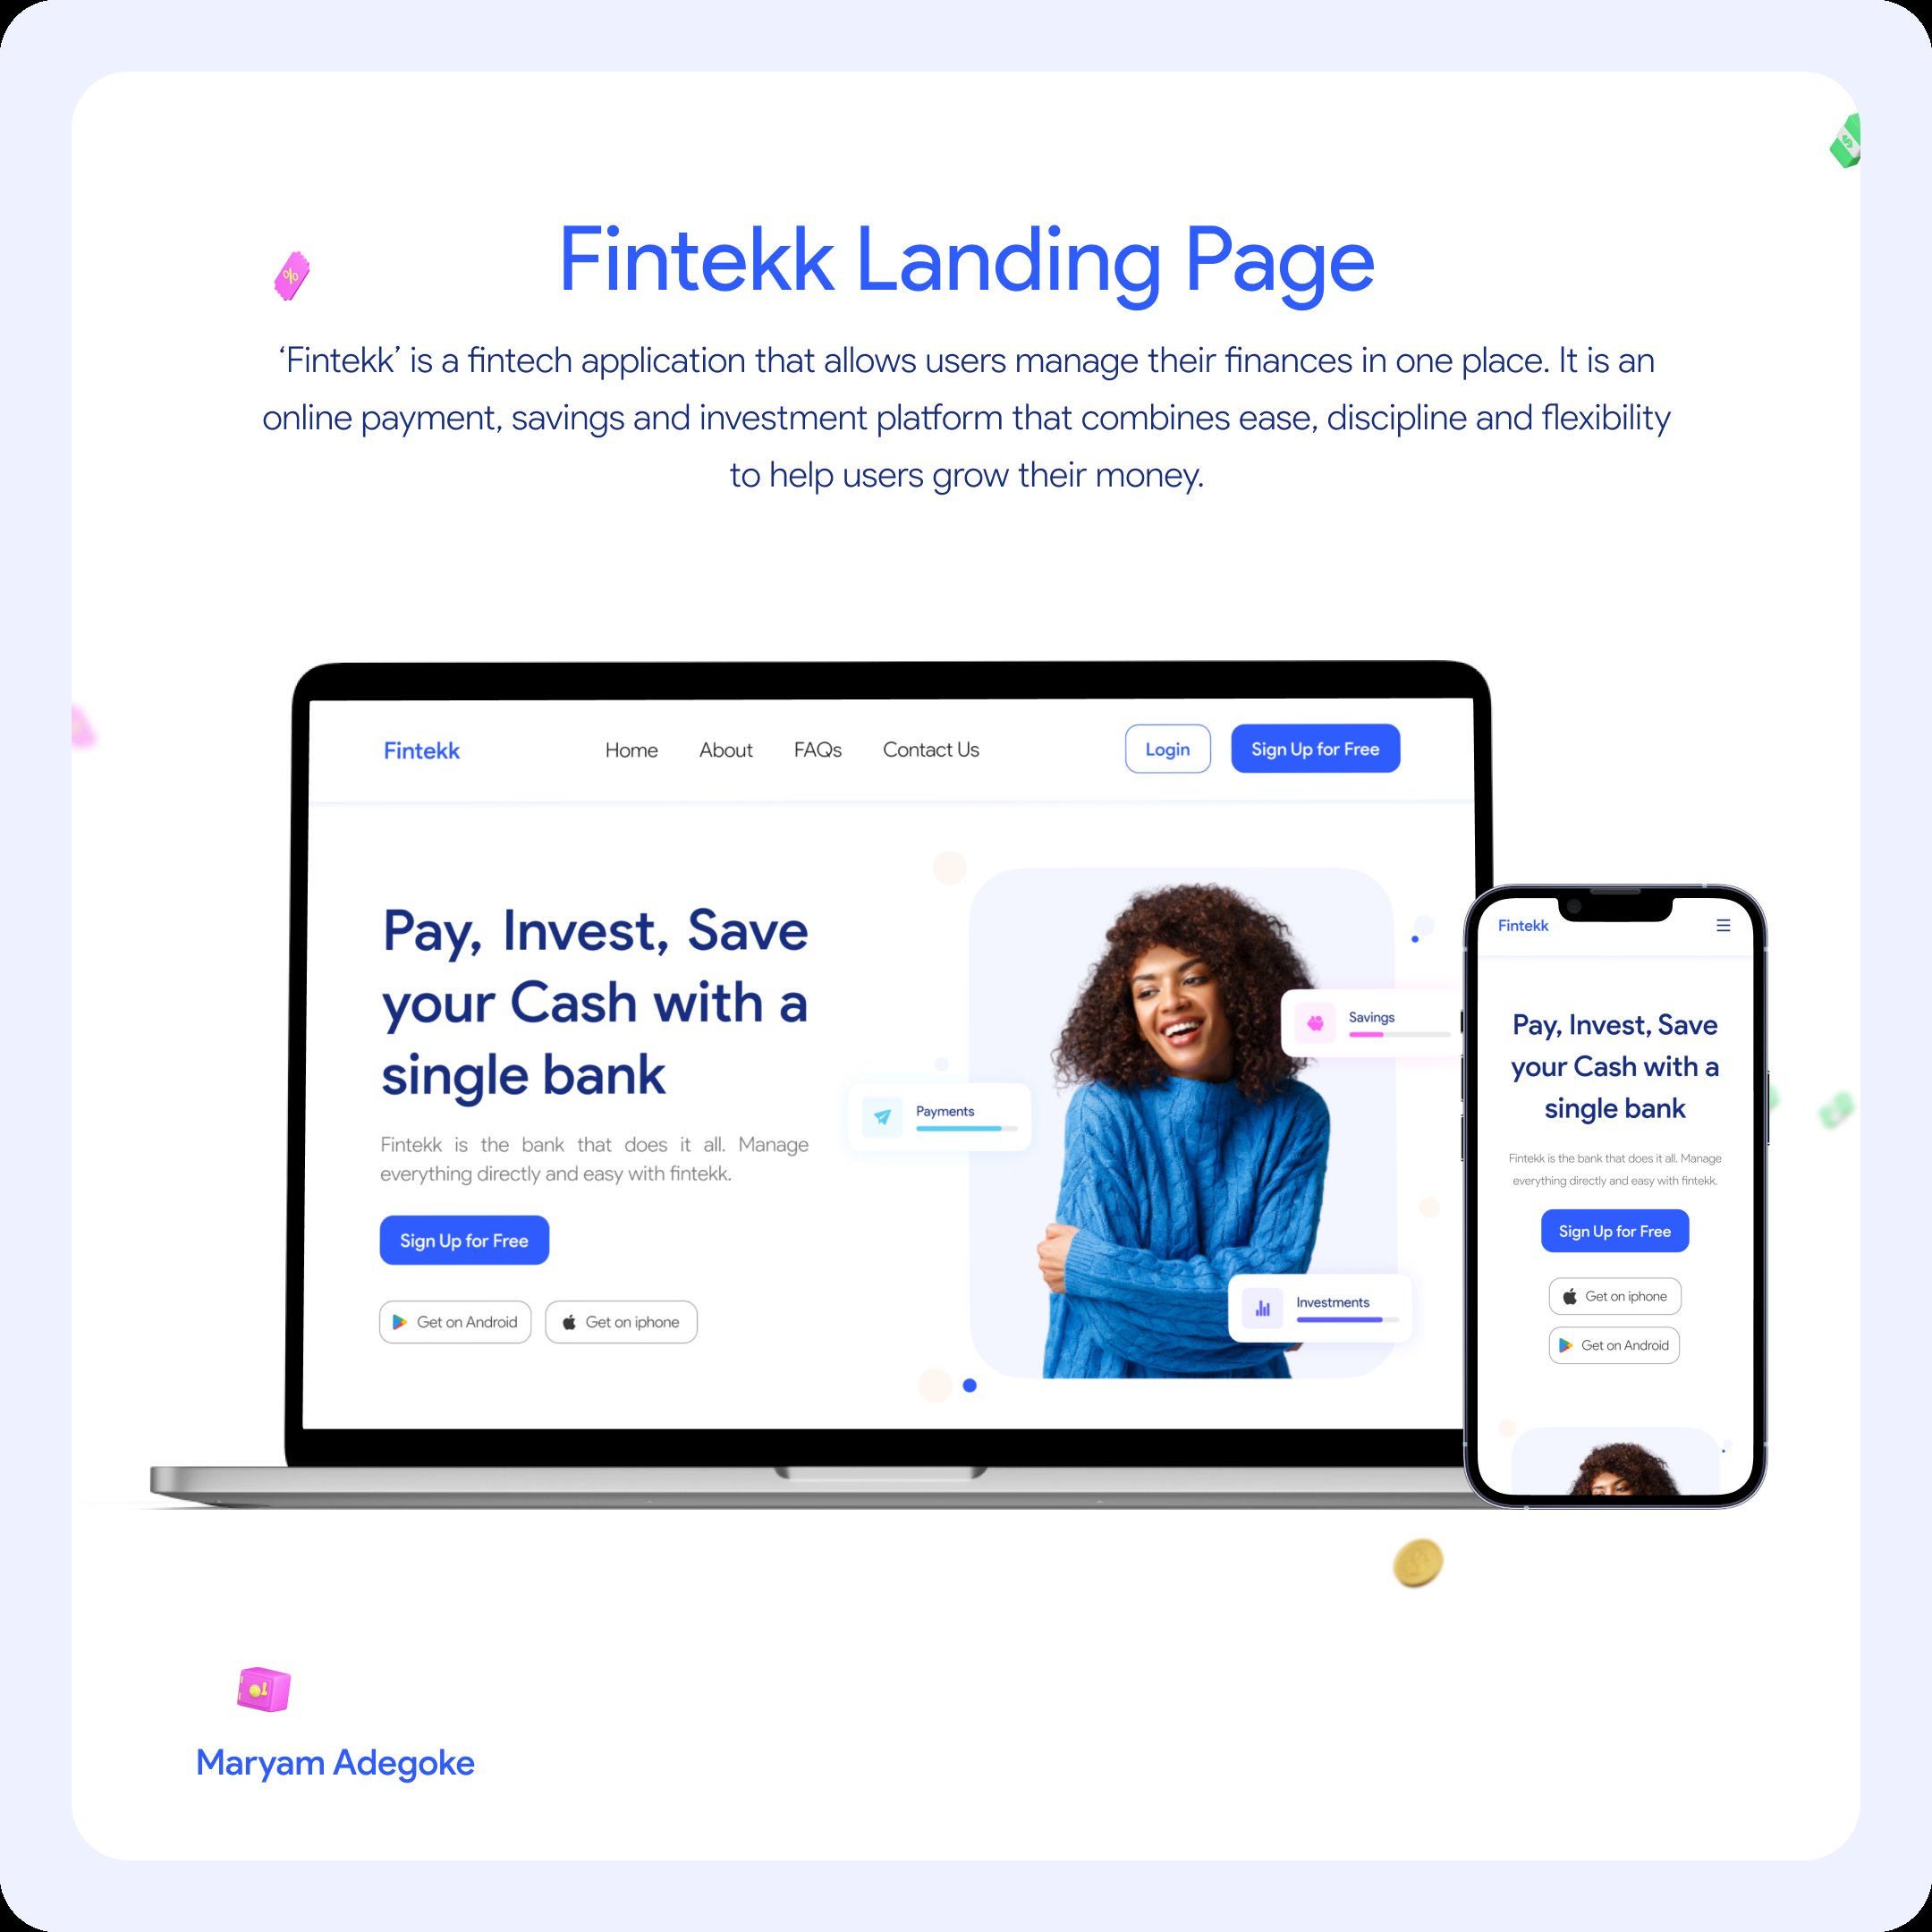 Fintekk Landing Page
‘Fintekk’ is a fintech application that allows users manage their finances in one place. It is an
online payment, savings and investment platform that combines ease, discipline and flexibility
to help users grow their money.
%
$
Fintekk
Home
About
FAQs
Contact Us
Login
Sign Up for Free
Pay, Invest, Save
your Cash with a
single bank
Fintekk is the bank that does it all. Manage
everything directly and easy with fintekk.
Sign Up for Free
Get on Android
Get on iphone
Payments
Savings
Investments
Fintekk
Pay, Invest, Save
your Cash with a
single bank
Fintekk is the bank that does it all. Manage
everything directly and easy with fintekk.
Sign Up for Free
Get on iphone
Get on Android
Maryam Adegoke